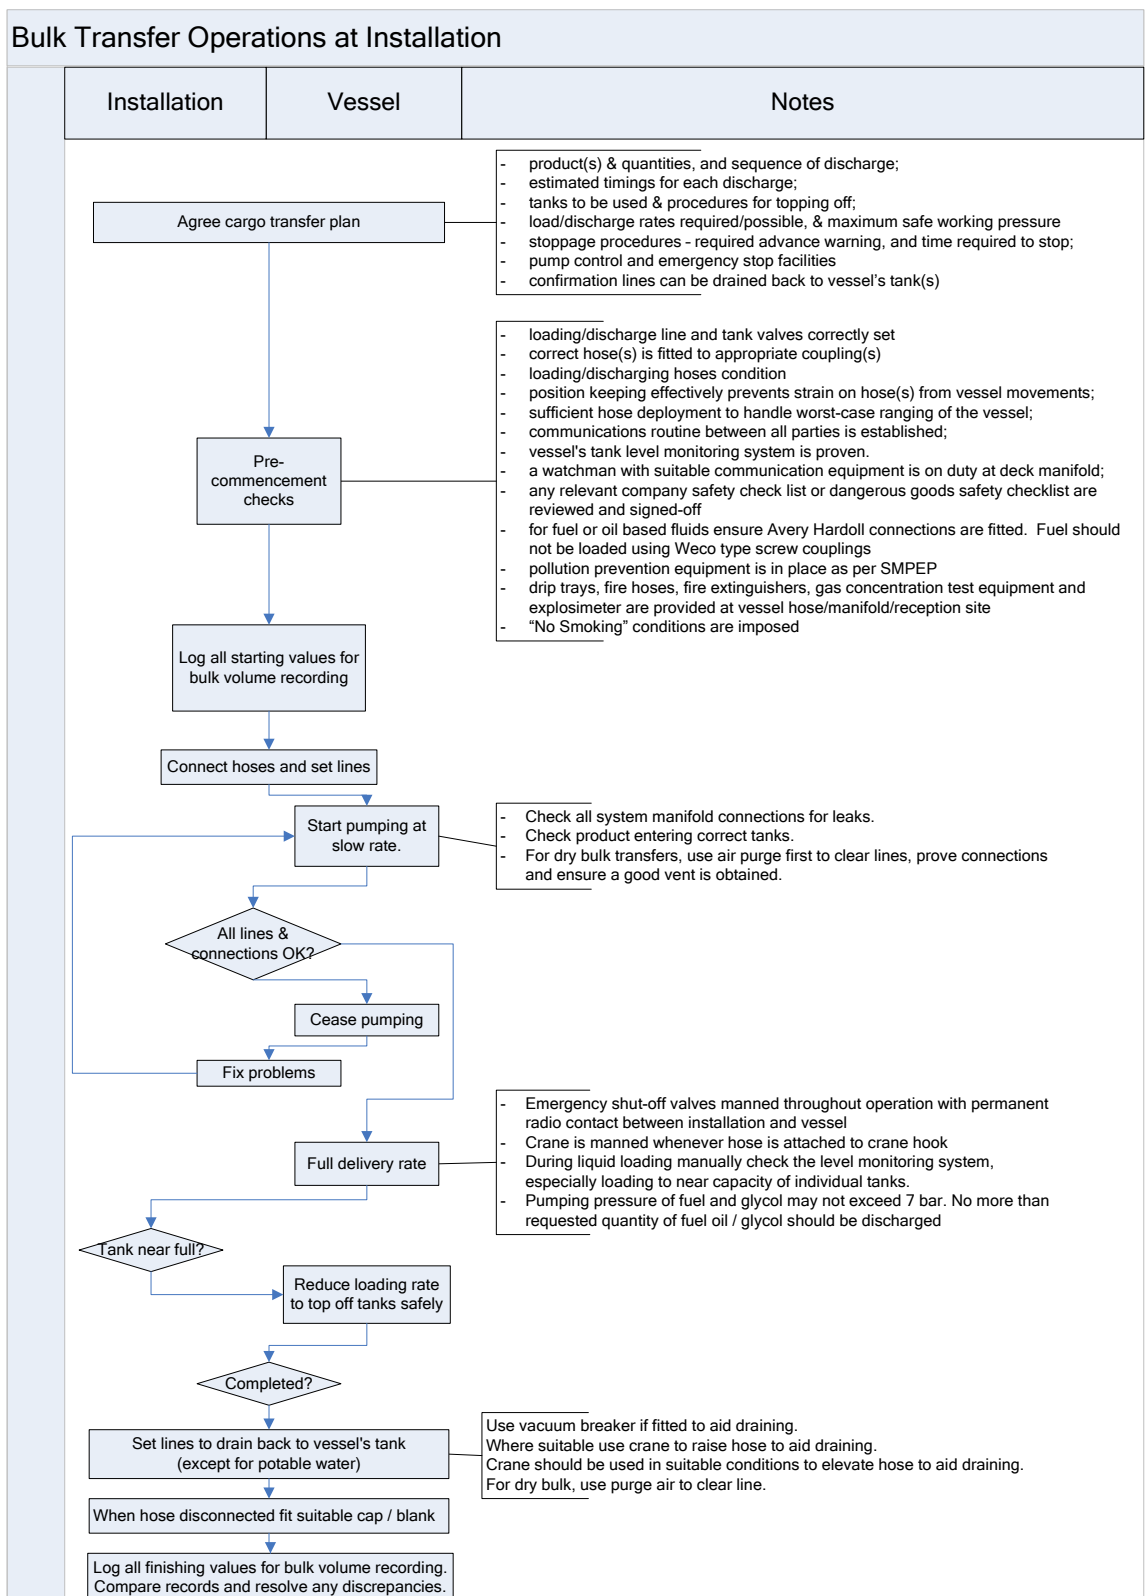 Bulk Transfer Operations at Installation
Installation
Vessel
Notes
Agree cargo transfer plan
- product(s) & quantities, and sequence of discharge;
- estimated timings for each discharge;
- tanks to be used & procedures for topping off;
- load/discharge rates required/possible, & maximum safe working pressure
- stoppage procedures - required advance warning, and time required to stop;
- pump control and emergency stop facilities
- confirmation lines can be drained back to vessel's tank(s)
Pre-
commencement
checks
- loading/discharge line and tank valves correctly set
- correct hose(s) is fitted to appropriate coupling(s)
- loading/discharging hoses condition
- position keeping effectively prevents strain on hose(s) from vessel movements;
- sufficient hose deployment to handle worst-case ranging of the vessel;
- communications routine between all parties is established;
- vessel's tank level monitoring system is proven.
- a watchman with suitable communication equipment is on duty at deck manifold;
- any relevant company safety check list or dangerous goods safety checklist are
reviewed and signed-off
- for fuel or oil based fluids ensure Avery Hardoll connections are fitted. Fuel should
not be loaded using Weco type screw couplings
- pollution prevention equipment is in place as per SMPEP
- drip trays, fire hoses, fire extinguishers, gas concentration test equipment and
explosimeter are provided at vessel hose/manifold/reception site
- “No Smoking” conditions are imposed
Log all starting values for
bulk volume recording
Connect hoses and set lines
Start pumping at
slow rate.
- Check all system manifold connections for leaks.
- Check product entering correct tanks.
- For dry bulk transfers, use air purge first to clear lines, prove connections
and ensure a good vent is obtained.
All lines &
connections OK?
Cease pumping
Fix problems
Full delivery rate
- Emergency shut-off valves manned throughout operation with permanent
radio contact between installation and vessel
- Crane is manned whenever hose is attached to crane hook
- During liquid loading manually check the level monitoring system,
especially loading to near capacity of individual tanks.
- Pumping pressure of fuel and glycol may not exceed 7 bar. No more than
requested quantity of fuel oil / glycol should be discharged
Tank near full?
Reduce loading rate
to top off tanks safely
Completed?
Set lines to drain back to vessel's tank
(except for potable water)
Use vacuum breaker if fitted to aid draining.
Where suitable use crane to raise hose to aid draining.
Crane should be used in suitable conditions to elevate hose to aid draining.
For dry bulk, use purge air to clear line.
When hose disconnected fit suitable cap / blank
Log all finishing values for bulk volume recording.
Compare records and resolve any discrepancies.